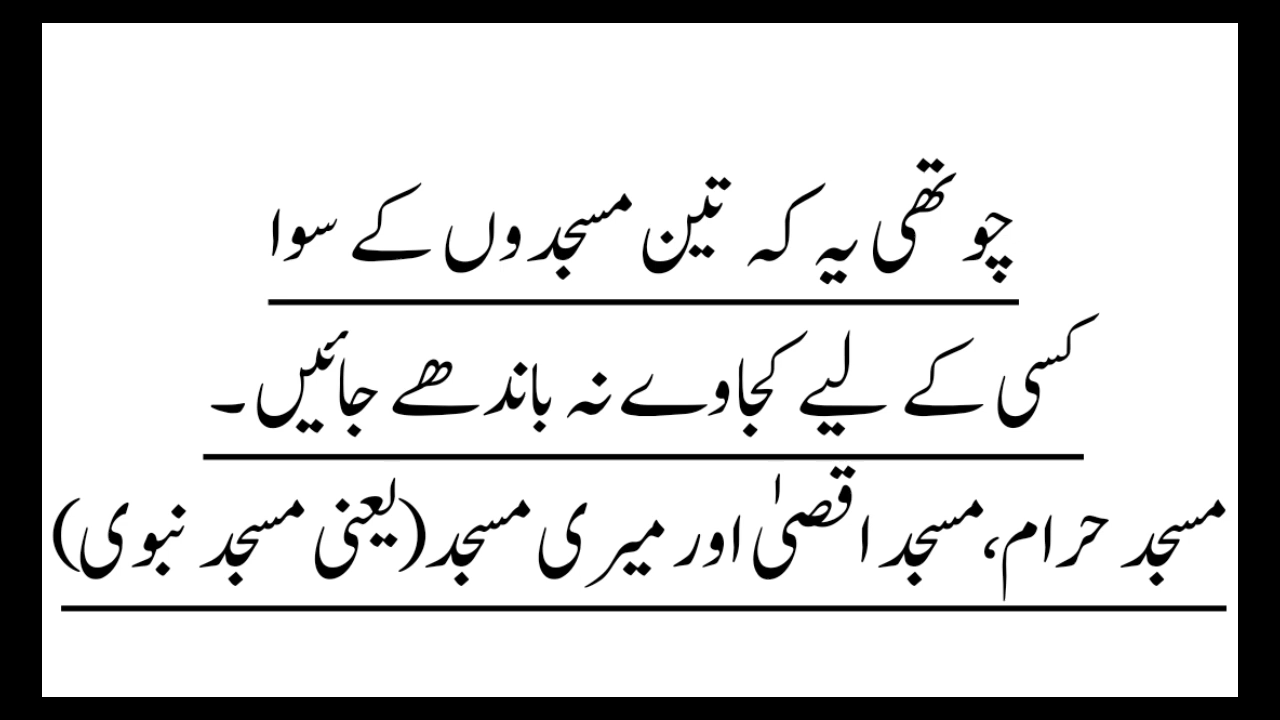 چوتھی یہ کہ تین مسجدوں کے سوا
کسی کے لیے کجاوے نہ باندھے جائیں۔
مسجد حرام،مسجد اقصیٰ اور میری مسجد(یعنی مسجد نبوی)